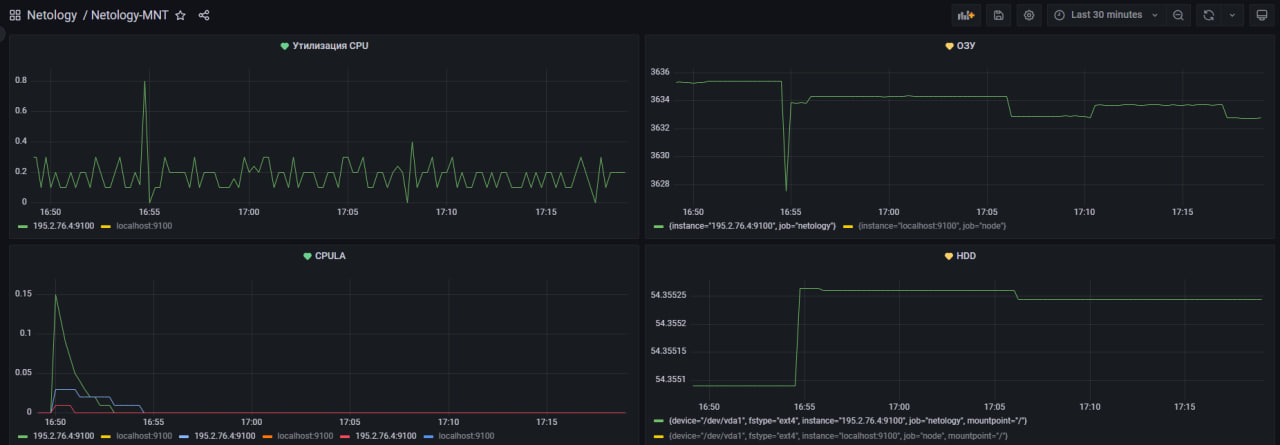 Netology / Netology-MNT
Last 30 minutes
Утилизация CPU
0.8
0.6
0.4
0.2
0
16:50 16:55 17:00 17:05 17:10 17:15
195.2.76.4:9100 localhost:9100
ОЗУ
3636
3634
3632
3630
3628
16:50 16:55 17:00 17:05 17:10 17:15
{instance="195.2.76.4:9100", job="netology"} {instance="localhost:9100", job="node"}
CPULA
0.15
0.1
0.05
0
16:50 16:55 17:00 17:05 17:10 17:15
195.2.76.4:9100 localhost:9100 195.2.76.4:9100 localhost:9100 195.2.76.4:9100 localhost:9100
HDD
54.35525
54.3552
54.35515
54.3551
16:50 16:55 17:00 17:05 17:10 17:15
{device="/dev/vda1", fstype="ext4", instance="195.2.76.4:9100", job="netology", mountpoint="/"}
{device="/dev/vda1", fstype="ext4", instance="localhost:9100", job="node", mountpoint="/"}